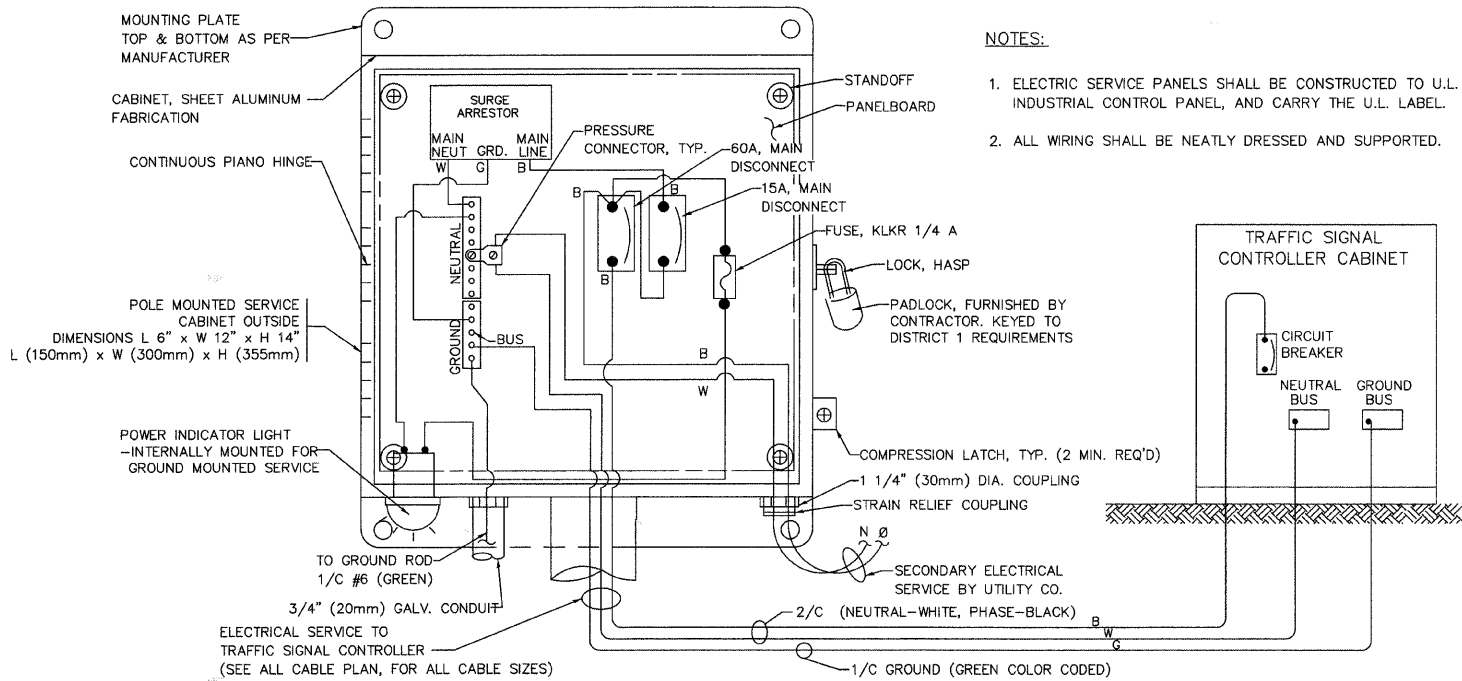 MOUNTING PLATE
TOP & BOTTOM AS PER
MANUFACTURER
CABINET, SHEET ALUMINUM
FABRICATION
CONTINUOUS PIANO HINGE
POLE MOUNTED SERVICE
CABINET OUTSIDE
DIMENSIONS L 6" x W 12" x H 14"
L (150mm) x W (300mm) x H (355mm)
POWER INDICATOR LIGHT
-INTERNALLY MOUNTED FOR
GROUND MOUNTED SERVICE
SURGE
ARRESTOR
MAIN
NEUT
GRD.
MAIN
LINE
W
G
B
PRESSURE
CONNECTOR, TYP.
NEUTRAL
GROUND
BUS
B
B
B
B
W
STANDOFF
PANELBOARD
60A, MAIN
DISCONNECT
15A, MAIN
DISCONNECT
FUSE, KLKR 1/4 A
LOCK, HASP
PADLOCK, FURNISHED BY
CONTRACTOR. KEYED TO
DISTRICT 1 REQUIREMENTS
COMPRESSION LATCH, TYP. (2 MIN. REQ'D)
1 1/4" (30mm) DIA. COUPLING
STRAIN RELIEF COUPLING
N Ø
SECONDARY ELECTRICAL
SERVICE BY UTILITY CO.
TO GROUND ROD
1/C #6 (GREEN)
3/4" (20mm) GALV. CONDUIT
ELECTRICAL SERVICE TO
TRAFFIC SIGNAL CONTROLLER
(SEE ALL CABLE PLAN, FOR ALL CABLE SIZES)
2/C (NEUTRAL-WHITE, PHASE-BLACK)
B
W
G
1/C GROUND (GREEN COLOR CODED)
NOTES:
1. ELECTRIC SERVICE PANELS SHALL BE CONSTRUCTED TO U.L.
INDUSTRIAL CONTROL PANEL, AND CARRY THE U.L. LABEL.
2. ALL WIRING SHALL BE NEATLY DRESSED AND SUPPORTED.
TRAFFIC SIGNAL
CONTROLLER CABINET
CIRCUIT
BREAKER
NEUTRAL
BUS
GROUND
BUS